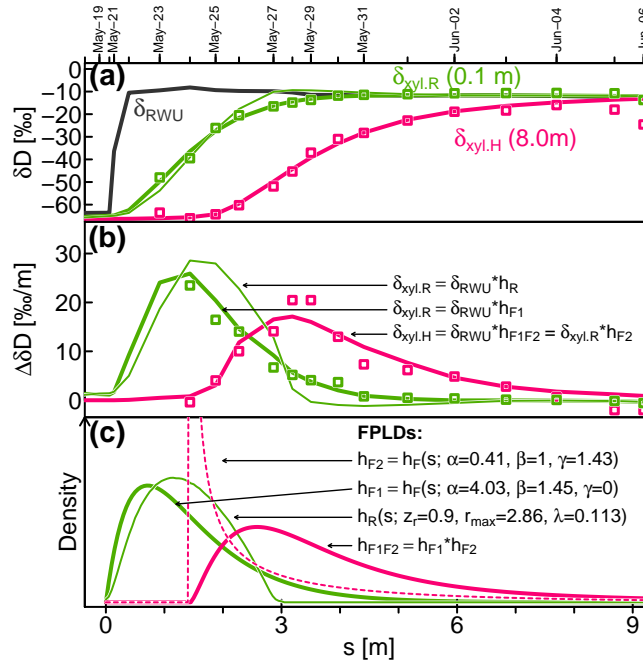 May−19
May−21
May−23
May−25
May−27
May−29
May−31
Jun−02
Jun−04
Jun−06
(a)
δxyl.R (0.1 m)
δRWU
δxyl.H (8.0m)
δD [‰]
0
−10
−20
−30
−40
−50
−60
(b)
ΔδD [‰/m]
30
20
10
0
δxyl.R = δRWU*hR
δxyl.R = δRWU*hF1
δxyl.H = δRWU*hF1F2 = δxyl.R*hF2
(c)
Density
FPLDs:
hF2 = hF(s; α=0.41, β=1, γ=1.43)
hF1 = hF(s; α=4.03, β=1.45, γ=0)
hR(s; zr=0.9, rmax=2.86, λ=0.113)
hF1F2 = hF1*hF2
0 3 6 9
s [m]